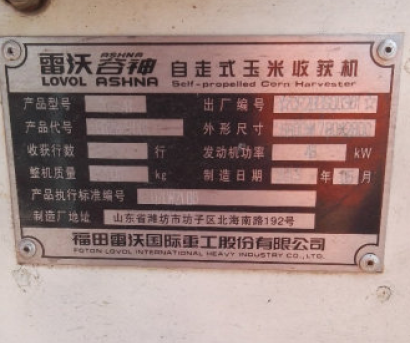 雷沃谷神 ASHNA 自走式玉米收获机
LOVOL ASHNA Self-propelled Corn Harvester
产品型号 出厂编号
产品代号 外形尺寸
收获行数 行 发动机功率 kW
整机质量 kg 制造日期 年 月
产品执行标准编号
制造厂地址 山东省潍坊市坊子区北海南路192号
福田雷沃国际重工股份有限公司
FOTON LOVOL INTERNATIONAL HEAVY INDUSTRY CO.,LTD.